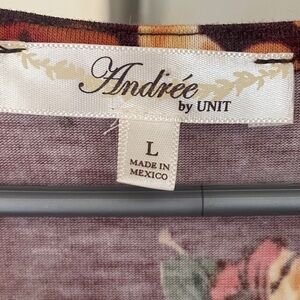 Andrée
by UNIT
L
MADE IN
MEXICO